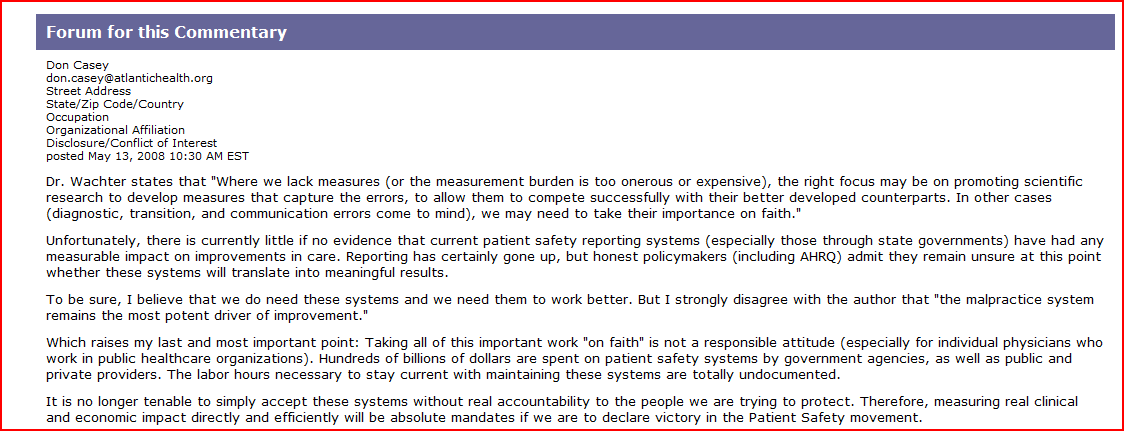 Forum for this Commentary
Don Casey
don.casey@atlantichealth.org
Street Address
State/Zip Code/Country
Occupation
Organizational Affiliation
Disclosure/Conflict of Interest
posted May 13, 2008 10:30 AM EST
Dr. Wachter states that "Where we lack measures (or the measurement burden is too onerous or expensive), the right focus may be on promoting scientific
research to develop measures that capture the errors, to allow them to compete successfully with their better developed counterparts. In other cases
(diagnostic, transition, and communication errors come to mind), we may need to take their importance on faith."
Unfortunately, there is currently little if no evidence that current patient safety reporting systems (especially those through state governments) have had any
measurable impact on improvements in care. Reporting has certainly gone up, but honest policymakers (including AHRQ) admit they remain unsure at this point
whether these systems will translate into meaningful results.
To be sure, I believe that we do need these systems and we need them to work better. But I strongly disagree with the author that "the malpractice system
remains the most potent driver of improvement."
Which raises my last and most important point: Taking all of this important work "on faith" is not a responsible attitude (especially for individual physicians who
work in public healthcare organizations). Hundreds of billions of dollars are spent on patient safety systems by government agencies, as well as public and
private providers. The labor hours necessary to stay current with maintaining these systems are totally undocumented.
It is no longer tenable to simply accept these systems without real accountability to the people we are trying to protect. Therefore, measuring real clinical
and economic impact directly and efficiently will be absolute mandates if we are to declare victory in the Patient Safety movement.